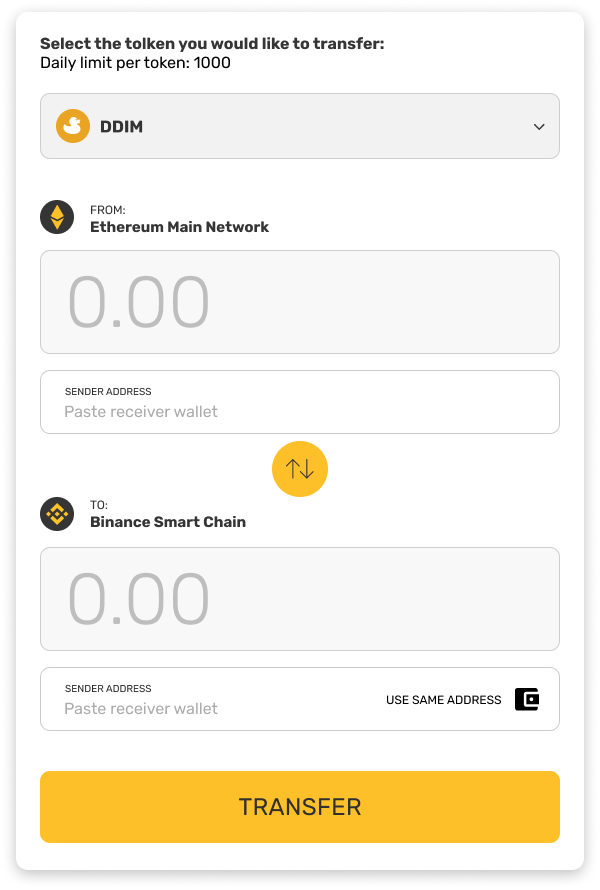 Select the tolken you would like to transfer:
Daily limit per token: 1000
DDIM
FROM:
Ethereum Main Network
0.00
SENDER ADDRESS
Paste receiver wallet
TO:
Binance Smart Chain
0.00
SENDER ADDRESS
Paste receiver wallet
USE SAME ADDRESS
TRANSFER